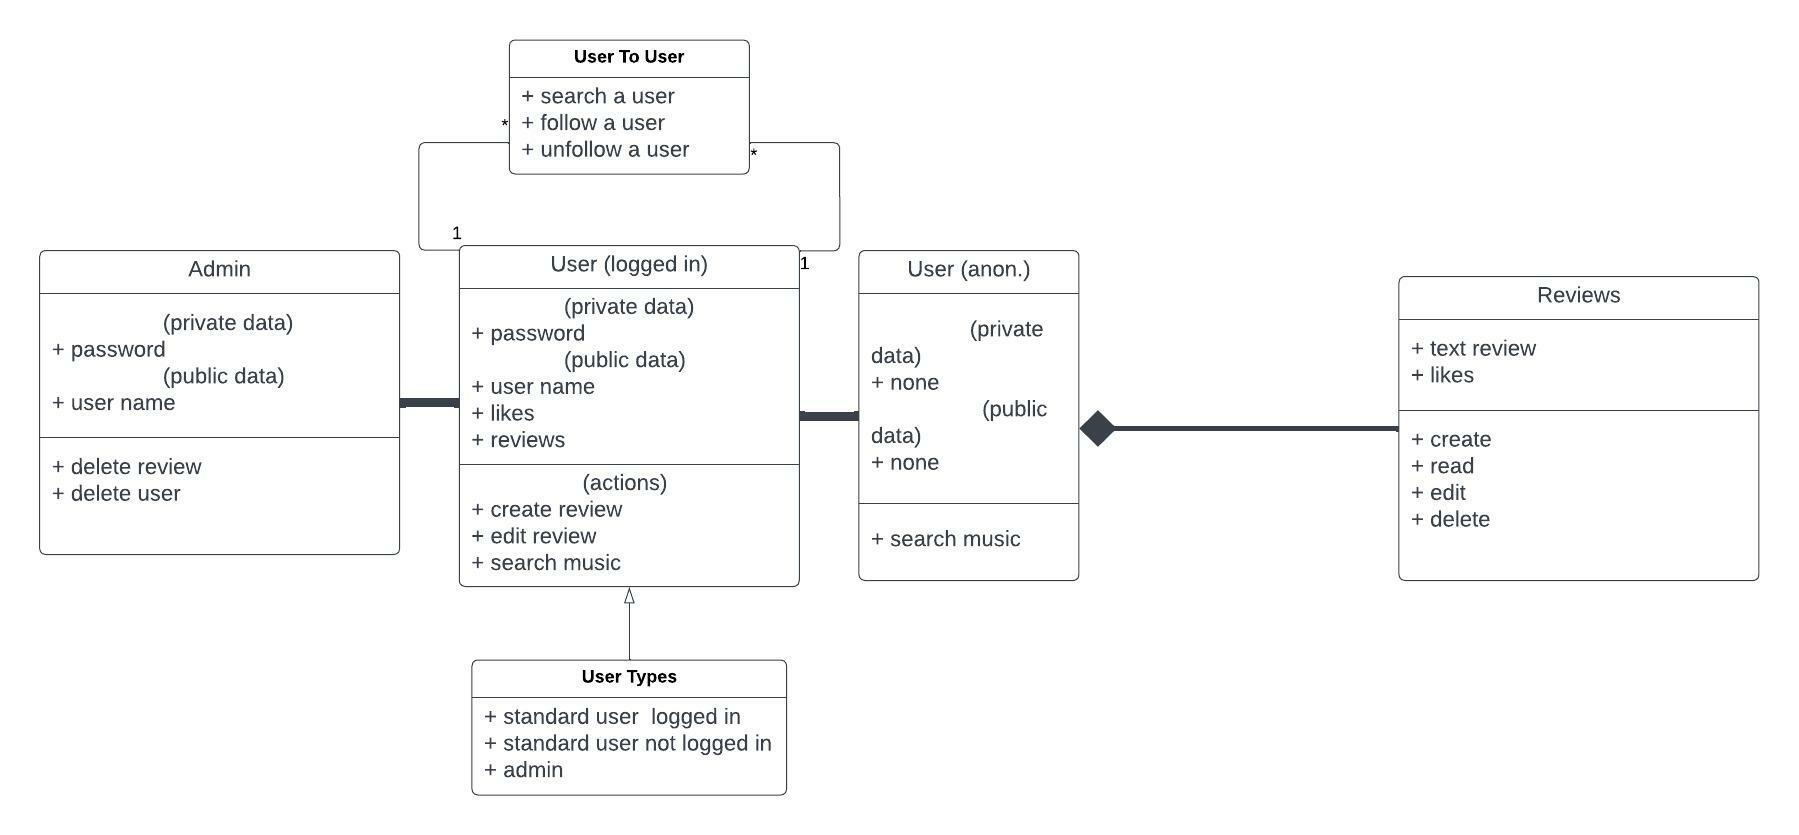 User To User
+ search a user
+ follow a user
+ unfollow a user
*
*
1
1
Admin
(private data)
+ password
(public data)
+ user name
+ delete review
+ delete user
User (logged in)
(private data)
+ password
(public data)
+ user name
+ likes
+ reviews
(actions)
+ create review
+ edit review
+ search music
User (anon.)
(private
data)
+ none
(public
data)
+ none
+ search music
Reviews
+ text review
+ likes
+ create
+ read
+ edit
+ delete
User Types
+ standard user  logged in
+ standard user not logged in
+ admin